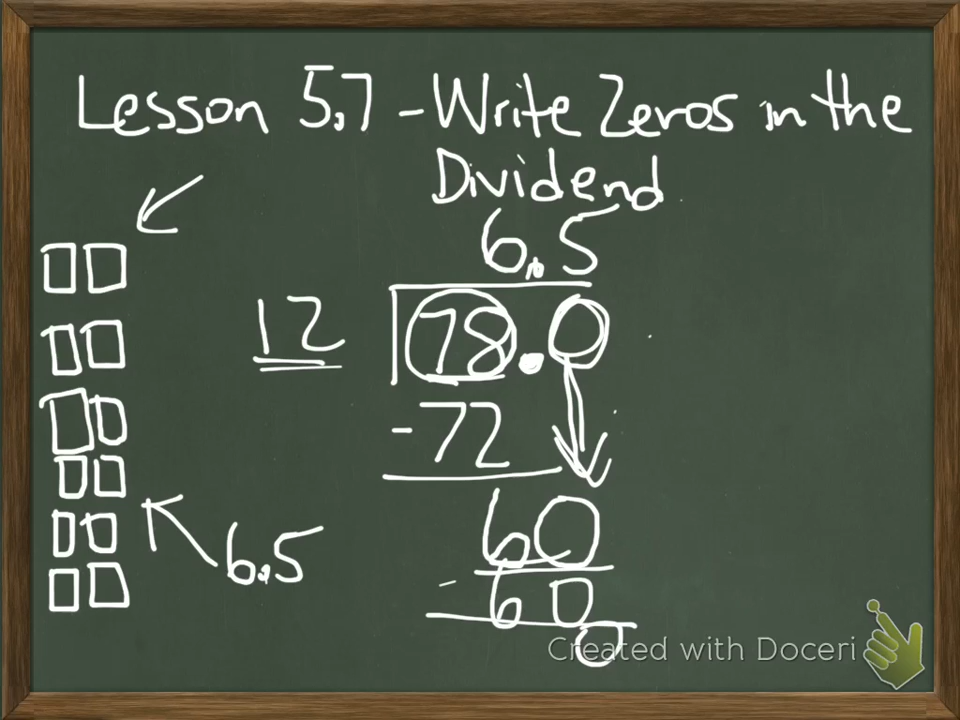 Lesson 5.7 - Write Zeros in the
Dividend
6.5
12 78.0
-72
60
6.5
- 60
0
Created with Doceri